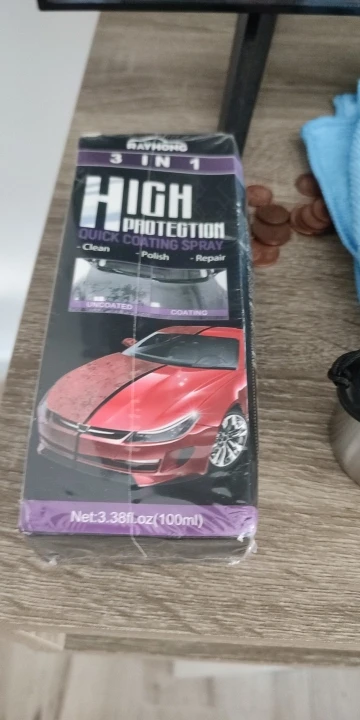 RAYHONG
3 IN 1
HIGH
PROTECTION
QUICK COATING SPRAY
- Clean - Polish - Repair
UNCOATED COATING
Net:3.38fl.oz(100ml)